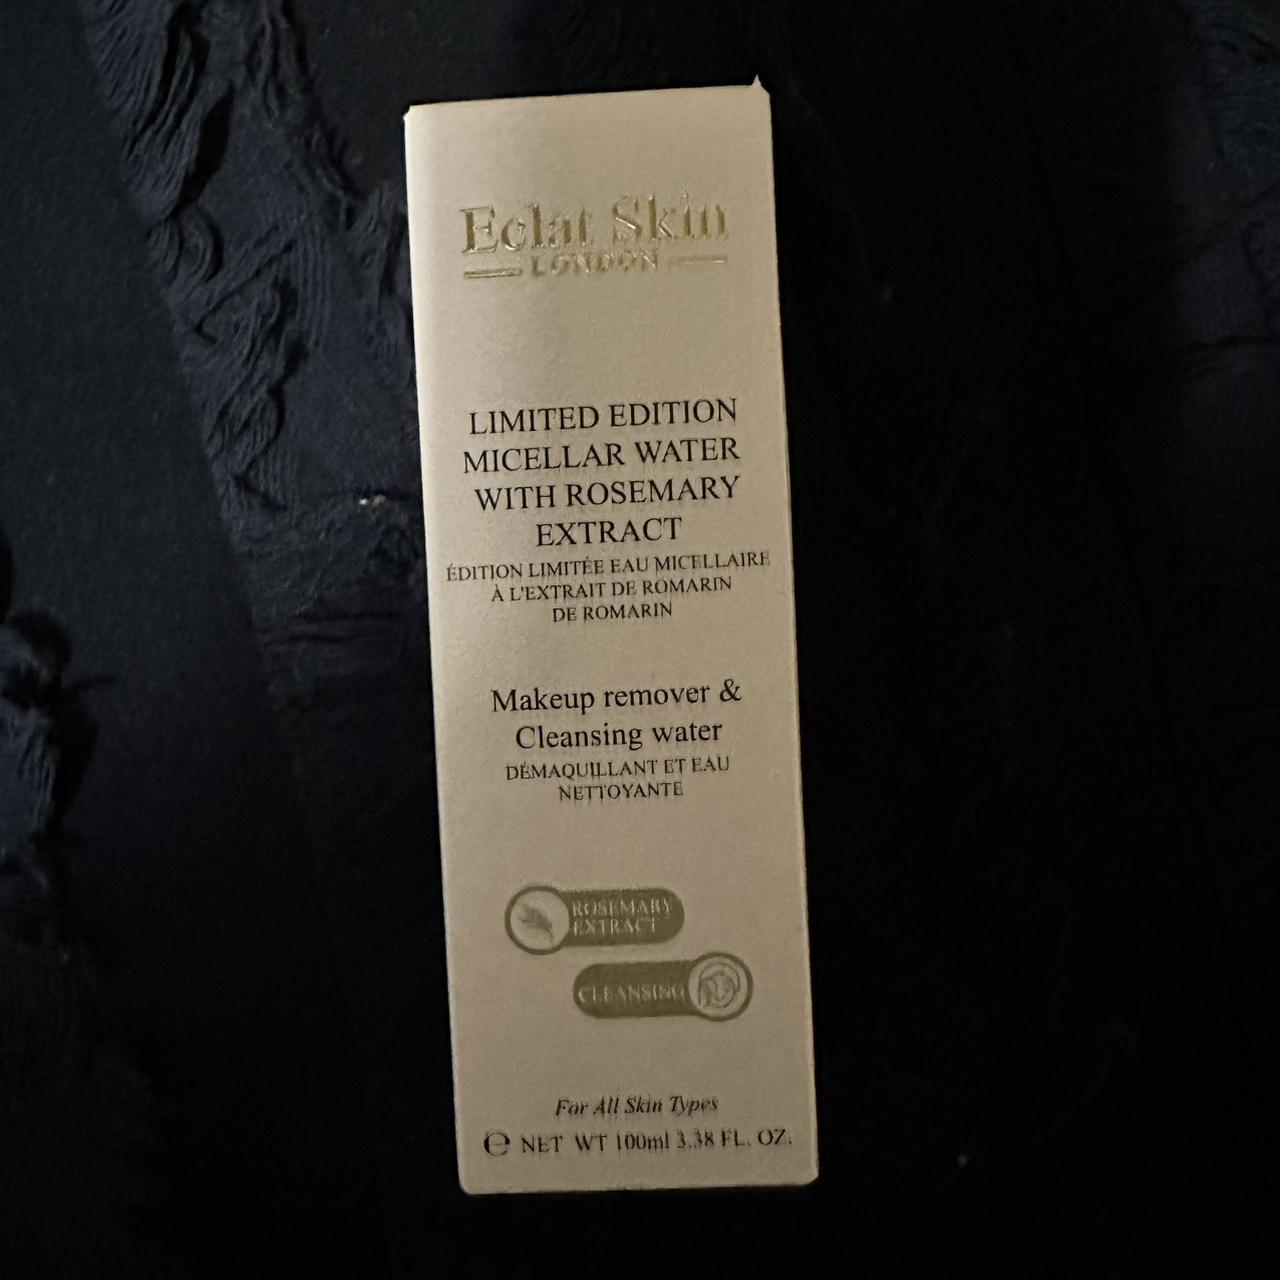 Eclat Skin
LONDON
LIMITED EDITION
MICELLAR WATER
WITH ROSEMARY
EXTRACT
ÉDITION LIMITÉE EAU MICELLAIRE
À L'EXTRAIT DE ROMARIN
DE ROMARIN
Makeup remover &
Cleansing water
DÉMAQUILLANT ET EAU
NETTOYANTE
ROSEMARY
EXTRACT
CLEANSING
For All Skin Types
℮ NET WT 100ml 3.38 FL. OZ.